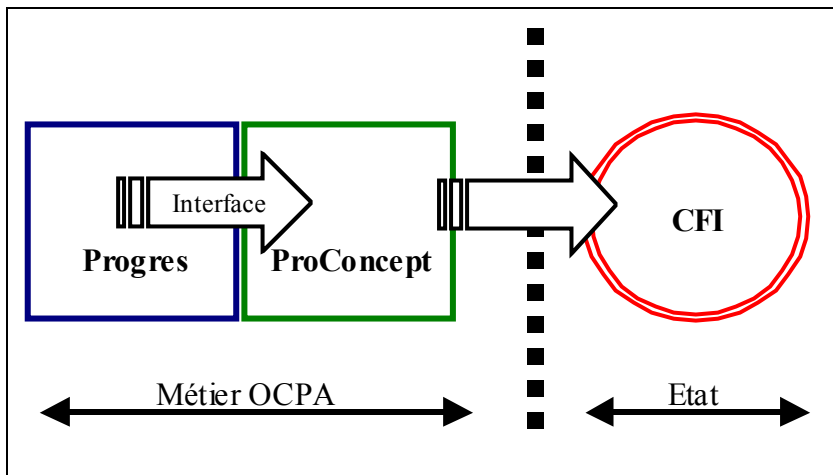 Interface
Progres
ProConcept
CFI
Métier OCPA
Etat